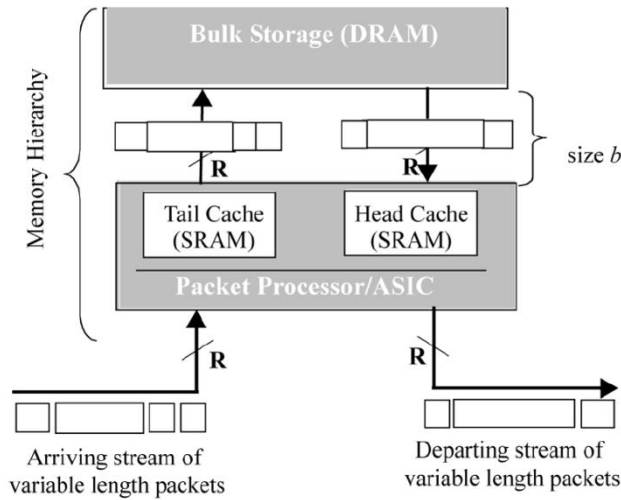 Bulk Storage (DRAM)
Memory Hierarchy
R
R
size b
Tail Cache
(SRAM)
Head Cache
(SRAM)
Packet Processor/ASIC
R
R
Arriving stream of
variable length packets
Departing stream of
variable length packets